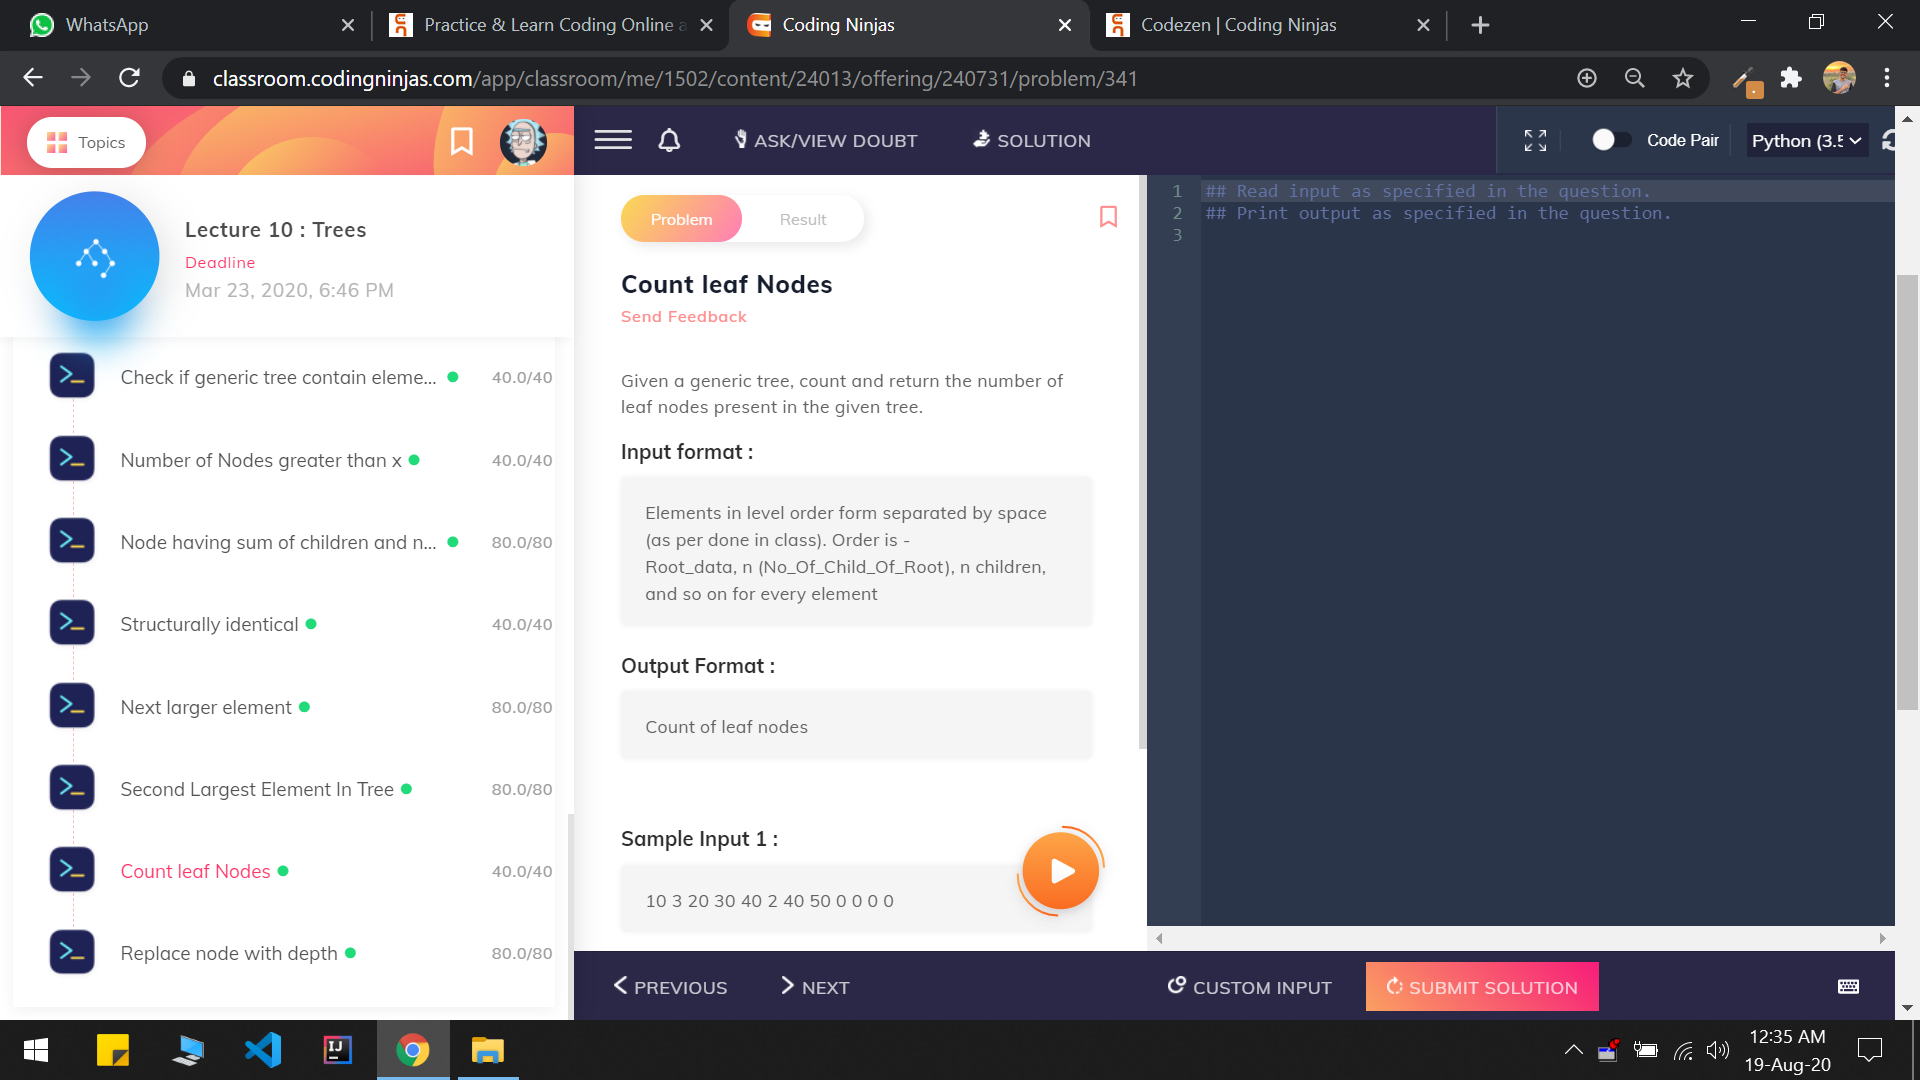 WhatsApp
Practice & Learn Coding Online a
Coding Ninjas
Codezen | Coding Ninjas
classroom.codingninjas.com/app/classroom/me/1502/content/24013/offering/240731/problem/341
Topics
ASK/VIEW DOUBT
SOLUTION
Code Pair
Python (3.5
Lecture 10 : Trees
Deadline
Mar 23, 2020, 6:46 PM
Check if generic tree contain eleme... 40.0/40
Number of Nodes greater than x 40.0/40
Node having sum of children and n... 80.0/80
Structurally identical 40.0/40
Next larger element 80.0/80
Second Largest Element In Tree 80.0/80
Count leaf Nodes 40.0/40
Replace node with depth 80.0/80
Problem
Result
Count leaf Nodes
Send Feedback
Given a generic tree, count and return the number of
leaf nodes present in the given tree.
Input format :
Elements in level order form separated by space
(as per done in class). Order is -
Root_data, n (No_Of_Child_Of_Root), n children,
and so on for every element
Output Format :
Count of leaf nodes
Sample Input 1 :
10 3 20 30 40 2 40 50 0 0 0 0
1 ## Read input as specified in the question.
2 ## Print output as specified in the question.
3
PREVIOUS
NEXT
CUSTOM INPUT
SUBMIT SOLUTION
IJ
12:35 AM
19-Aug-20